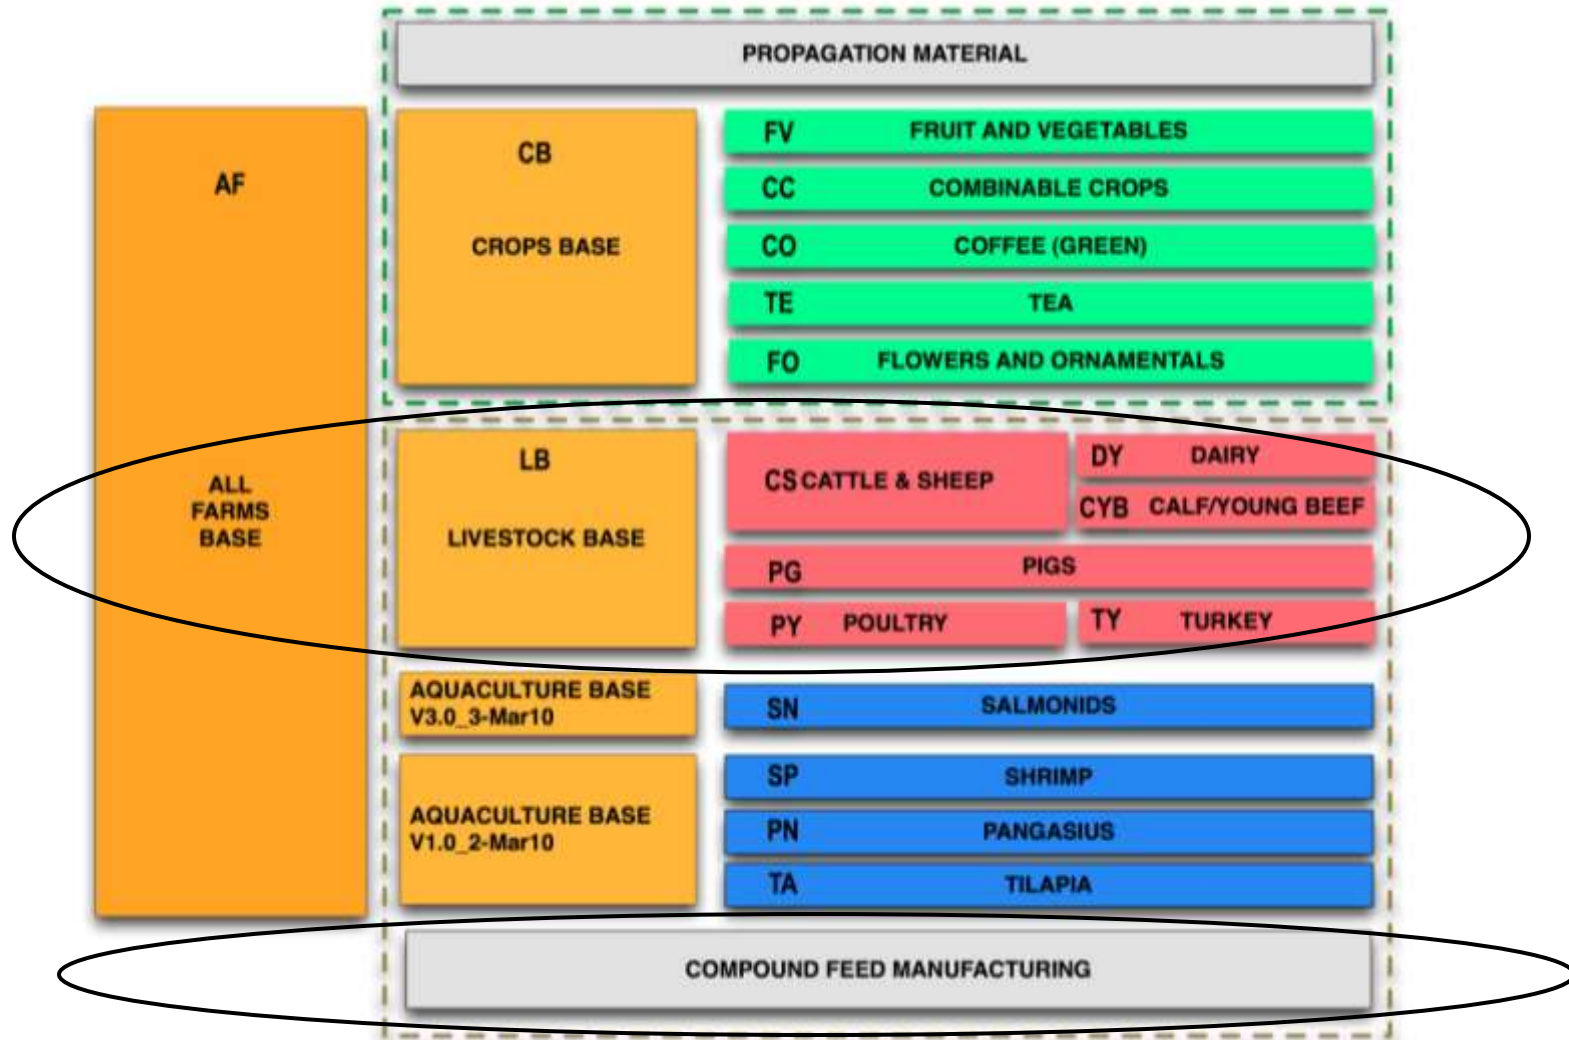 PROPAGATION MATERIAL
AF
ALL
FARMS
BASE
CB
CROPS BASE
FV FRUIT AND VEGETABLES
CC COMBINABLE CROPS
CO COFFEE (GREEN)
TE TEA
FO FLOWERS AND ORNAMENTALS
LB
LIVESTOCK BASE
CS CATTLE & SHEEP
DY DAIRY
CYB CALF/YOUNG BEEF
PG PIGS
PY POULTRY
TY TURKEY
AQUACULTURE BASE
V3.0_3-Mar10
SN SALMONIDS
AQUACULTURE BASE
V1.0_2-Mar10
SP SHRIMP
PN PANGASIUS
TA TILAPIA
COMPOUND FEED MANUFACTURING